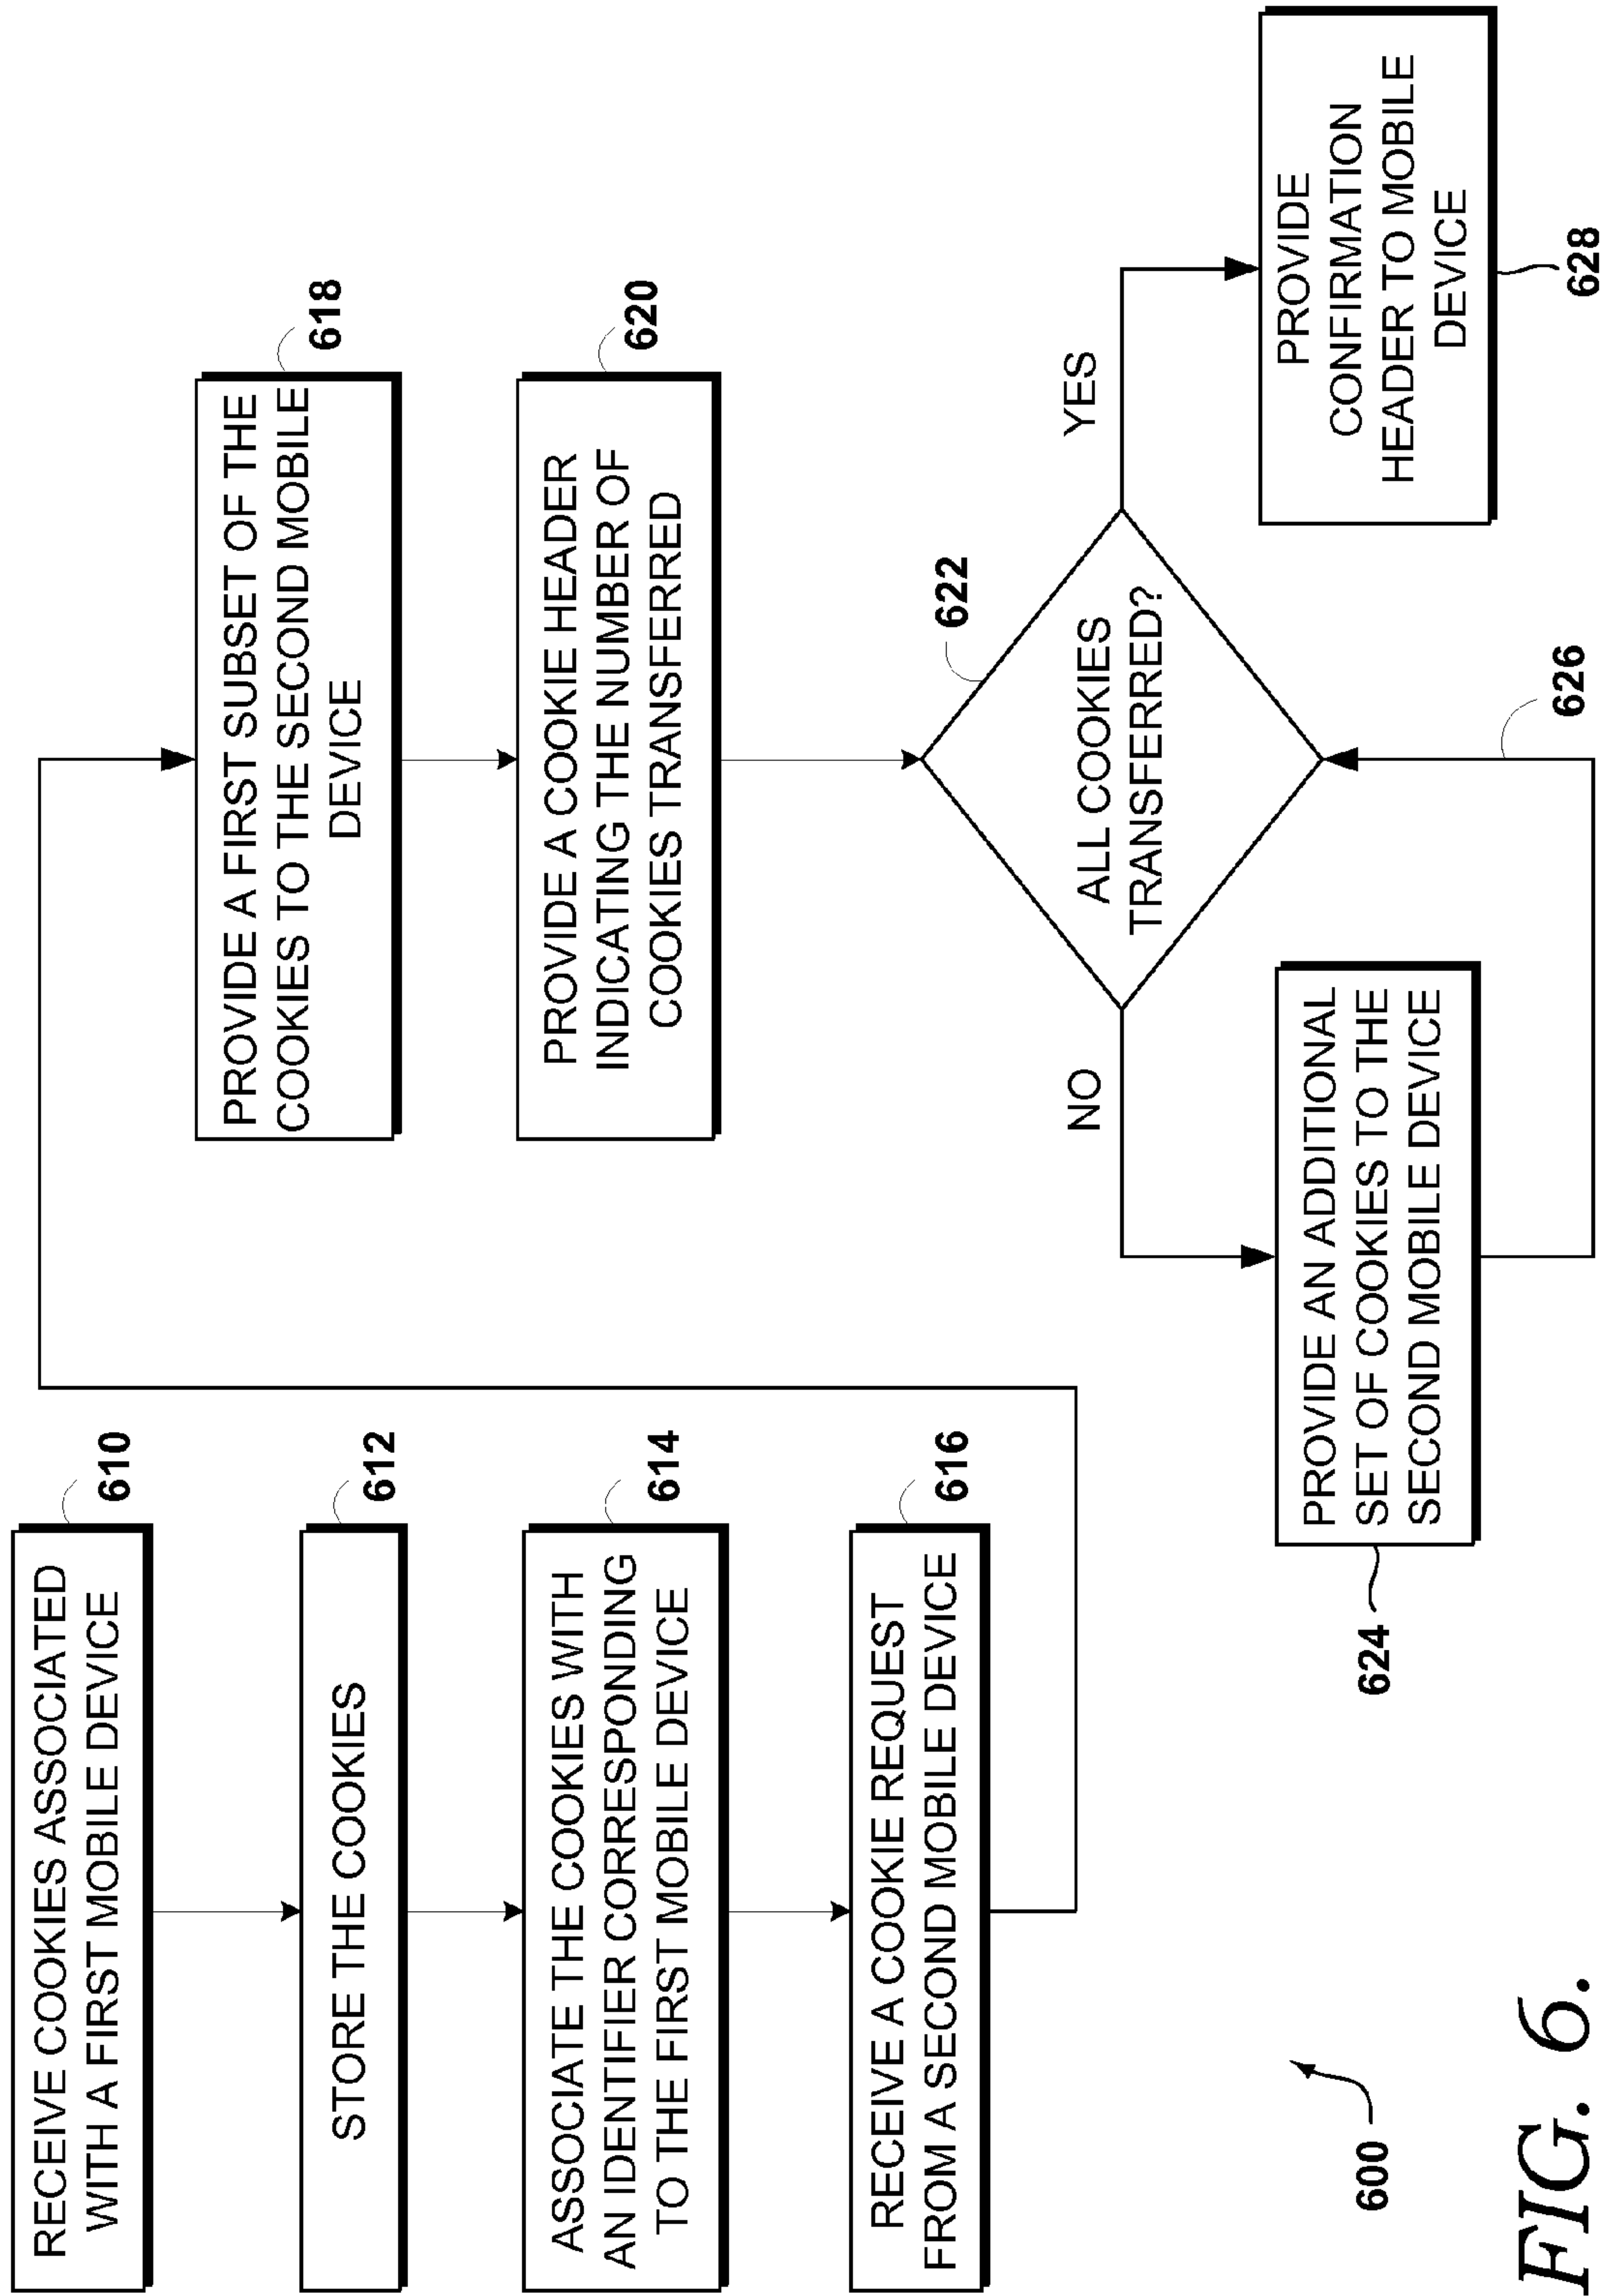 RECEIVE COOKIES ASSOCIATED
WITH A FIRST MOBILE DEVICE
610
STORE THE COOKIES
612
ASSOCIATE THE COOKIES WITH
AN IDENTIFIER CORRESPONDING
TO THE FIRST MOBILE DEVICE
614
RECEIVE A COOKIE REQUEST
FROM A SECOND MOBILE DEVICE
616
PROVIDE A FIRST SUBSET OF THE
COOKIES TO THE SECOND MOBILE
DEVICE
618
PROVIDE A COOKIE HEADER
INDICATING THE NUMBER OF
COOKIES TRANSFERRED
620
ALL COOKIES
TRANSFERRED?
622
NO
YES
PROVIDE AN ADDITIONAL
SET OF COOKIES TO THE
SECOND MOBILE DEVICE
624
626
PROVIDE
CONFIRMATION
HEADER TO MOBILE
DEVICE
628
600
FIG. 6.